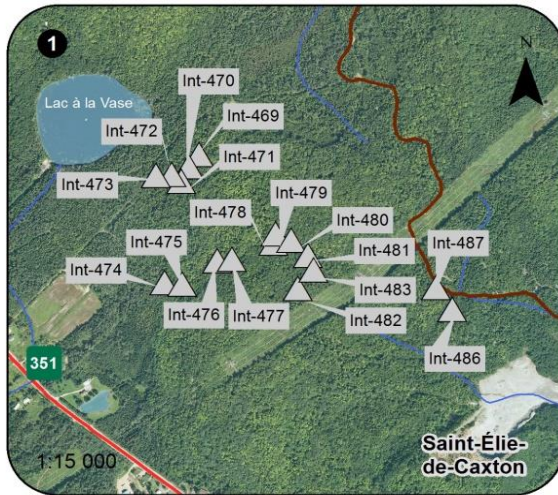 1
N
Int-470
Lac à la Vase
Int-472
Int-469
Int-473
Int-471
Int-479
Int-478
Int-480
Int-475
Int-481
Int-487
Int-474
Int-483
Int-476
Int-477
Int-482
Int-486
351
Saint-Élie-
de-Caxton
1:15 000